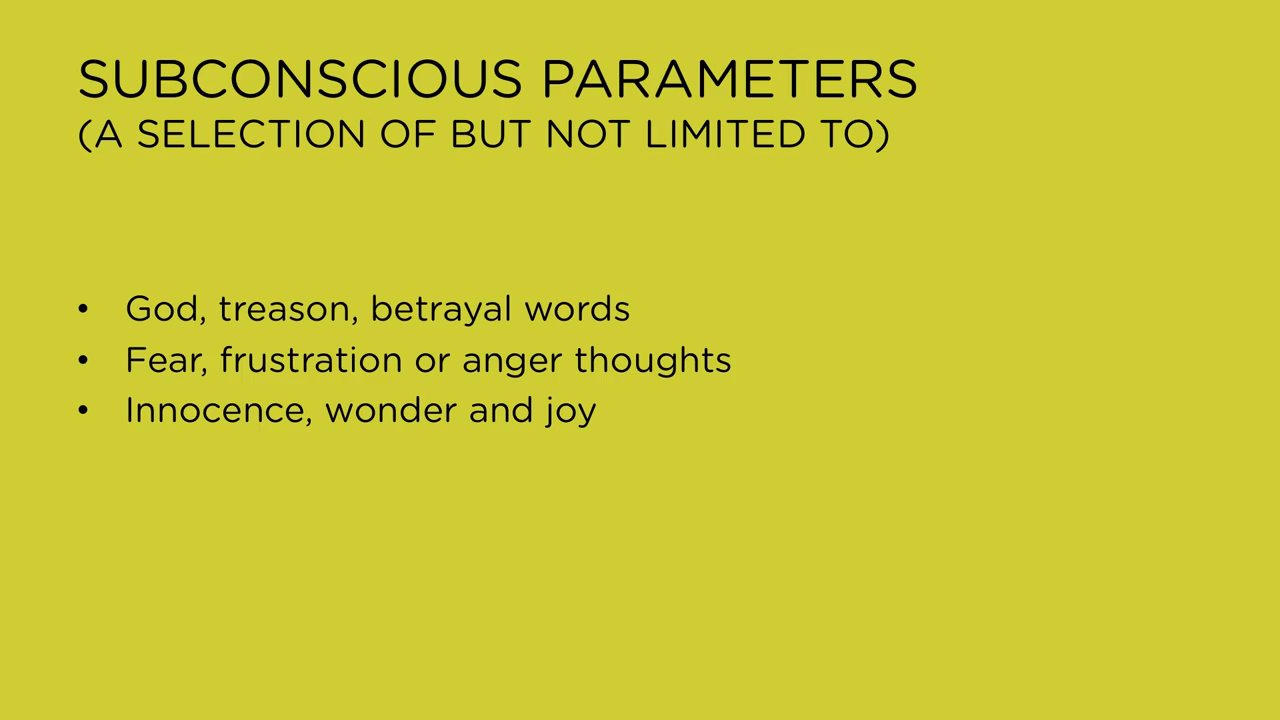 SUBCONSCIOUS PARAMETERS
(A SELECTION OF BUT NOT LIMITED TO)
• God, treason, betrayal words
• Fear, frustration or anger thoughts
• Innocence, wonder and joy